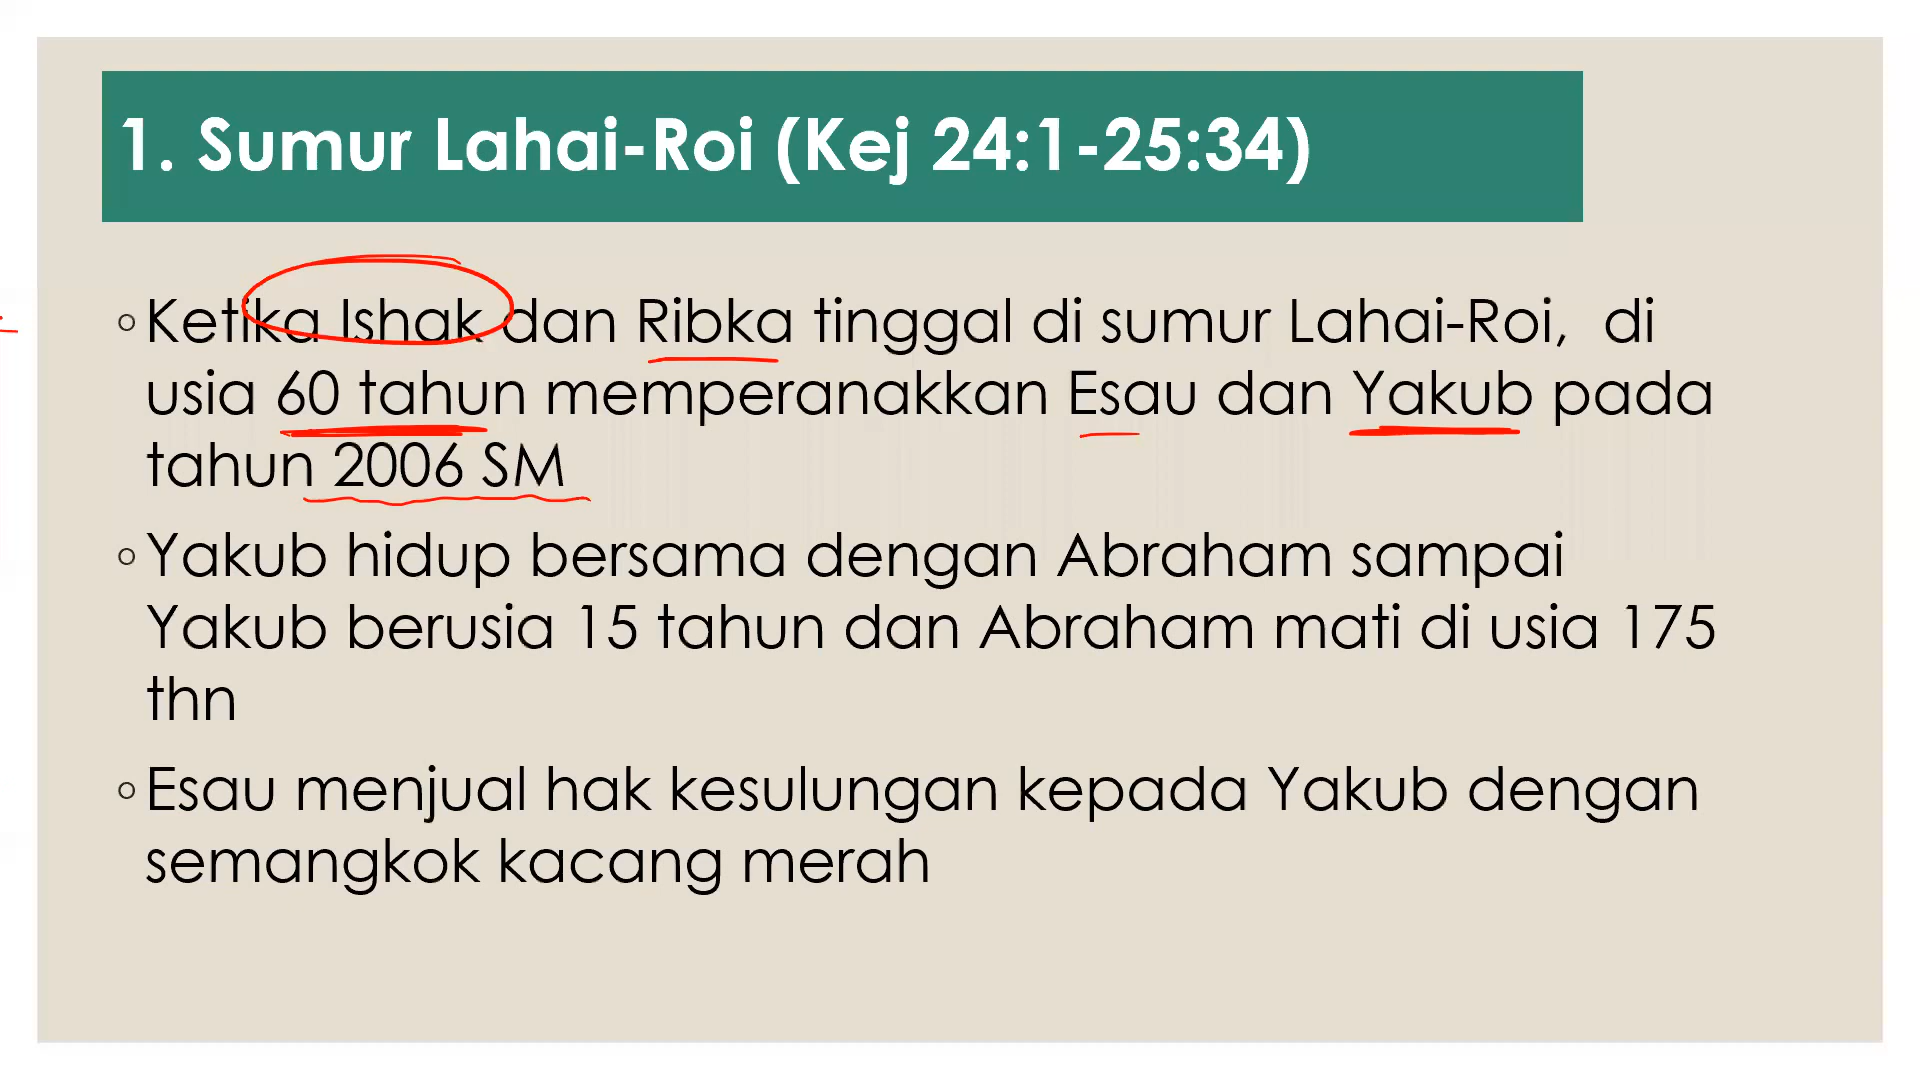 1. Sumur Lahai-Roi (Kej 24:1-25:34)
◦Ketika Ishak dan Ribka tinggal di sumur Lahai-Roi,  di
usia 60 tahun memperanakkan Esau dan Yakub pada
tahun 2006 SM
◦Yakub hidup bersama dengan Abraham sampai
Yakub berusia 15 tahun dan Abraham mati di usia 175
thn
◦Esau menjual hak kesulungan kepada Yakub dengan
semangkok kacang merah